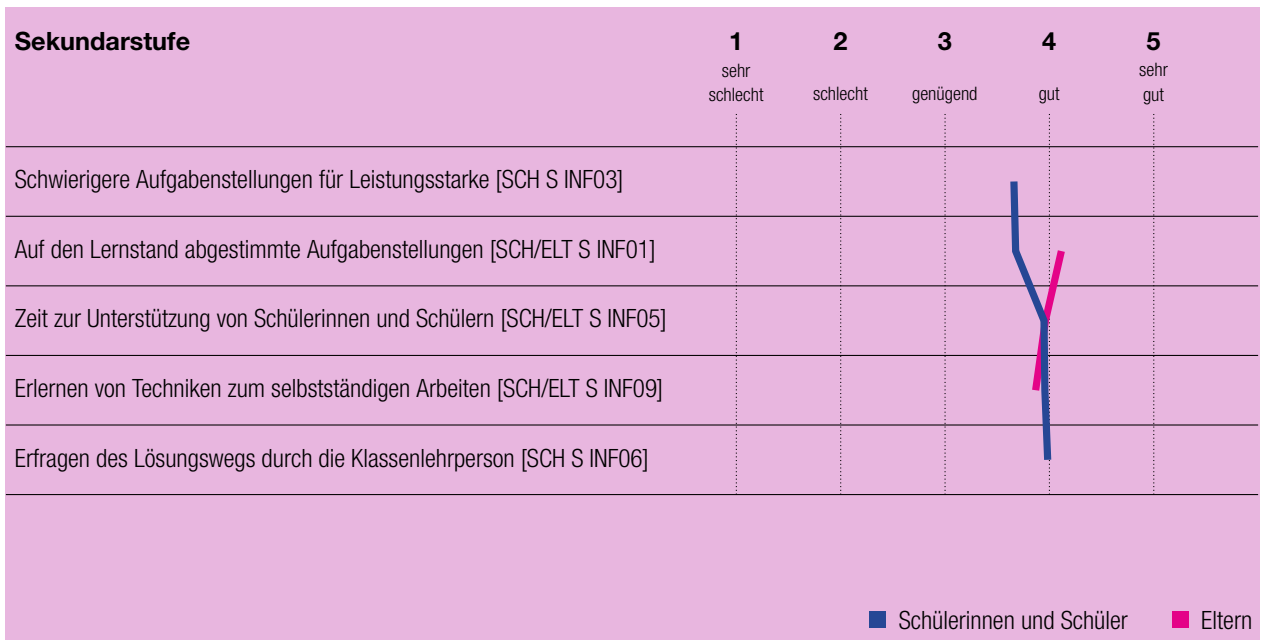 Sekundarstufe
1 2 3 4 5
sehr schlecht schlecht genügend gut sehr gut
Schwierigere Aufgabenstellungen für Leistungsstarke [SCH S INF03]
Auf den Lernstand abgestimmte Aufgabenstellungen [SCH/ELT S INF01]
Zeit zur Unterstützung von Schülerinnen und Schülern [SCH/ELT S INF05]
Erlernen von Techniken zum selbstständigen Arbeiten [SCH/ELT S INF09]
Erfragen des Lösungswegs durch die Klassenlehrperson [SCH S INF06]
Schülerinnen und Schüler Eltern